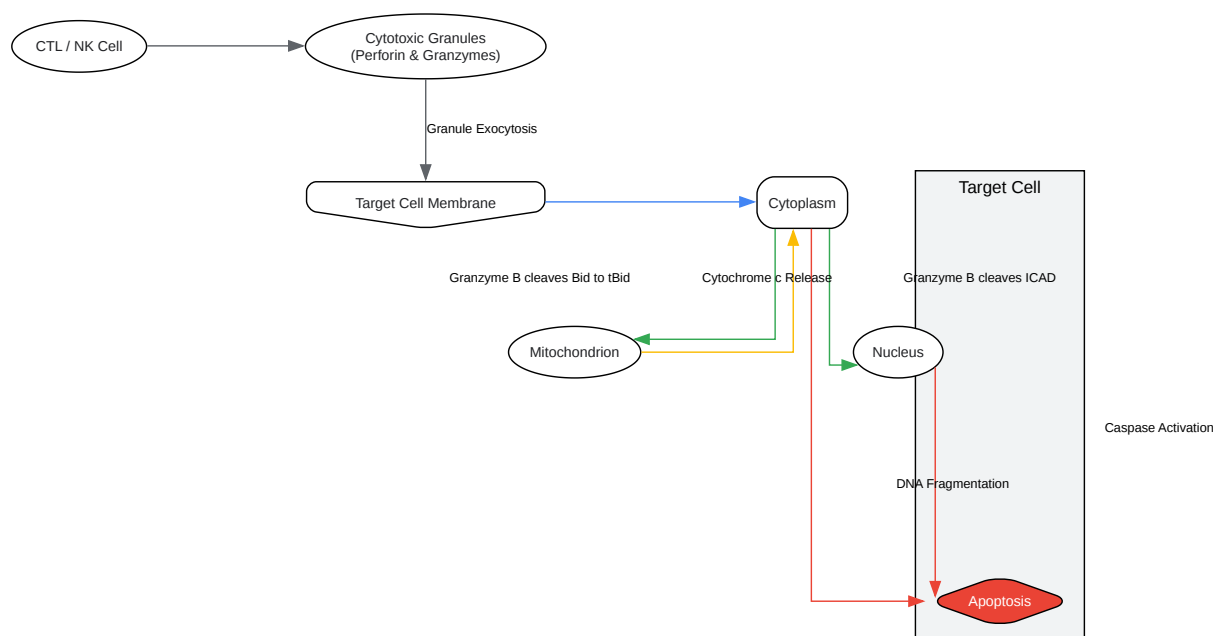 CTL / NK Cell
Cytotoxic Granules
(Perforin & Granzymes)
Granule Exocytosis
Target Cell
Target Cell Membrane
Cytoplasm
Granzyme B cleaves Bid to tBid
Cytochrome c Release
Granzyme B cleaves ICAD
Mitochondrion
Nucleus
Caspase Activation
DNA Fragmentation
Apoptosis